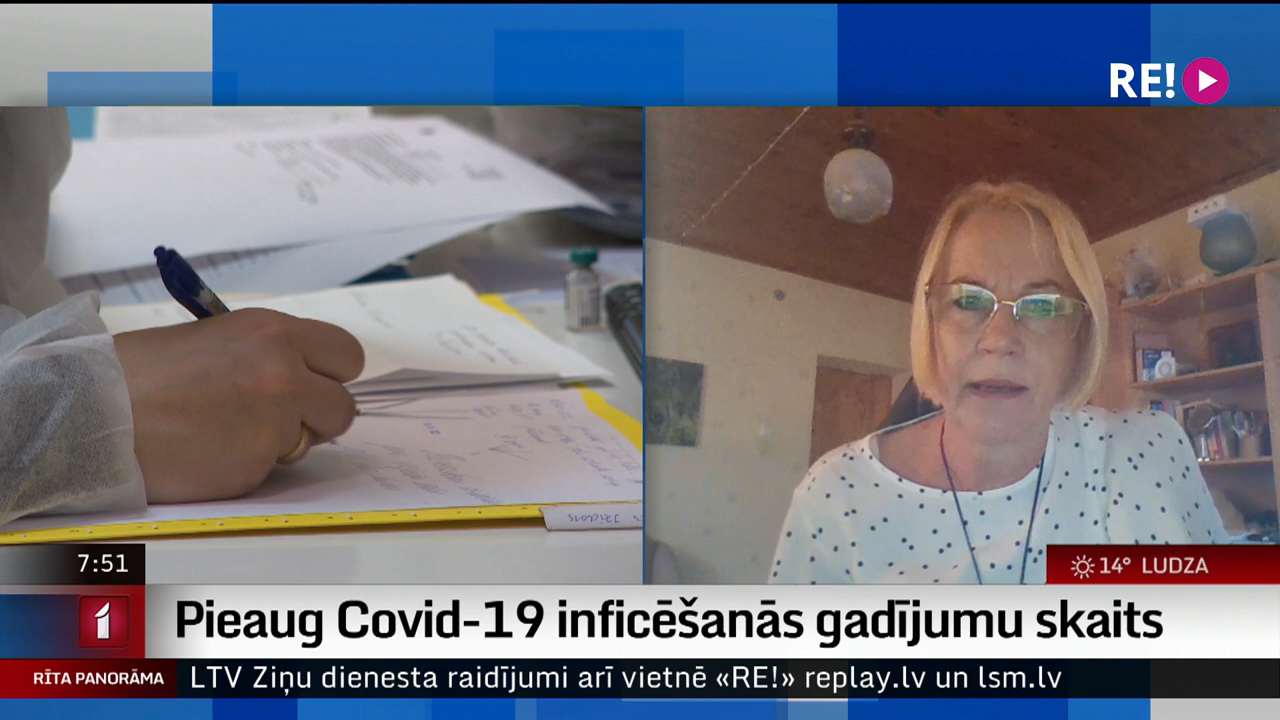 RE!
7:51
14° LUDZA
1
Pieaug Covid-19 inficēšanās gadījumu skaits
RĪTA PANORĀMA
LTV Ziņu dienesta raidījumi arī vietnē «RE!» replay.lv un lsm.lv